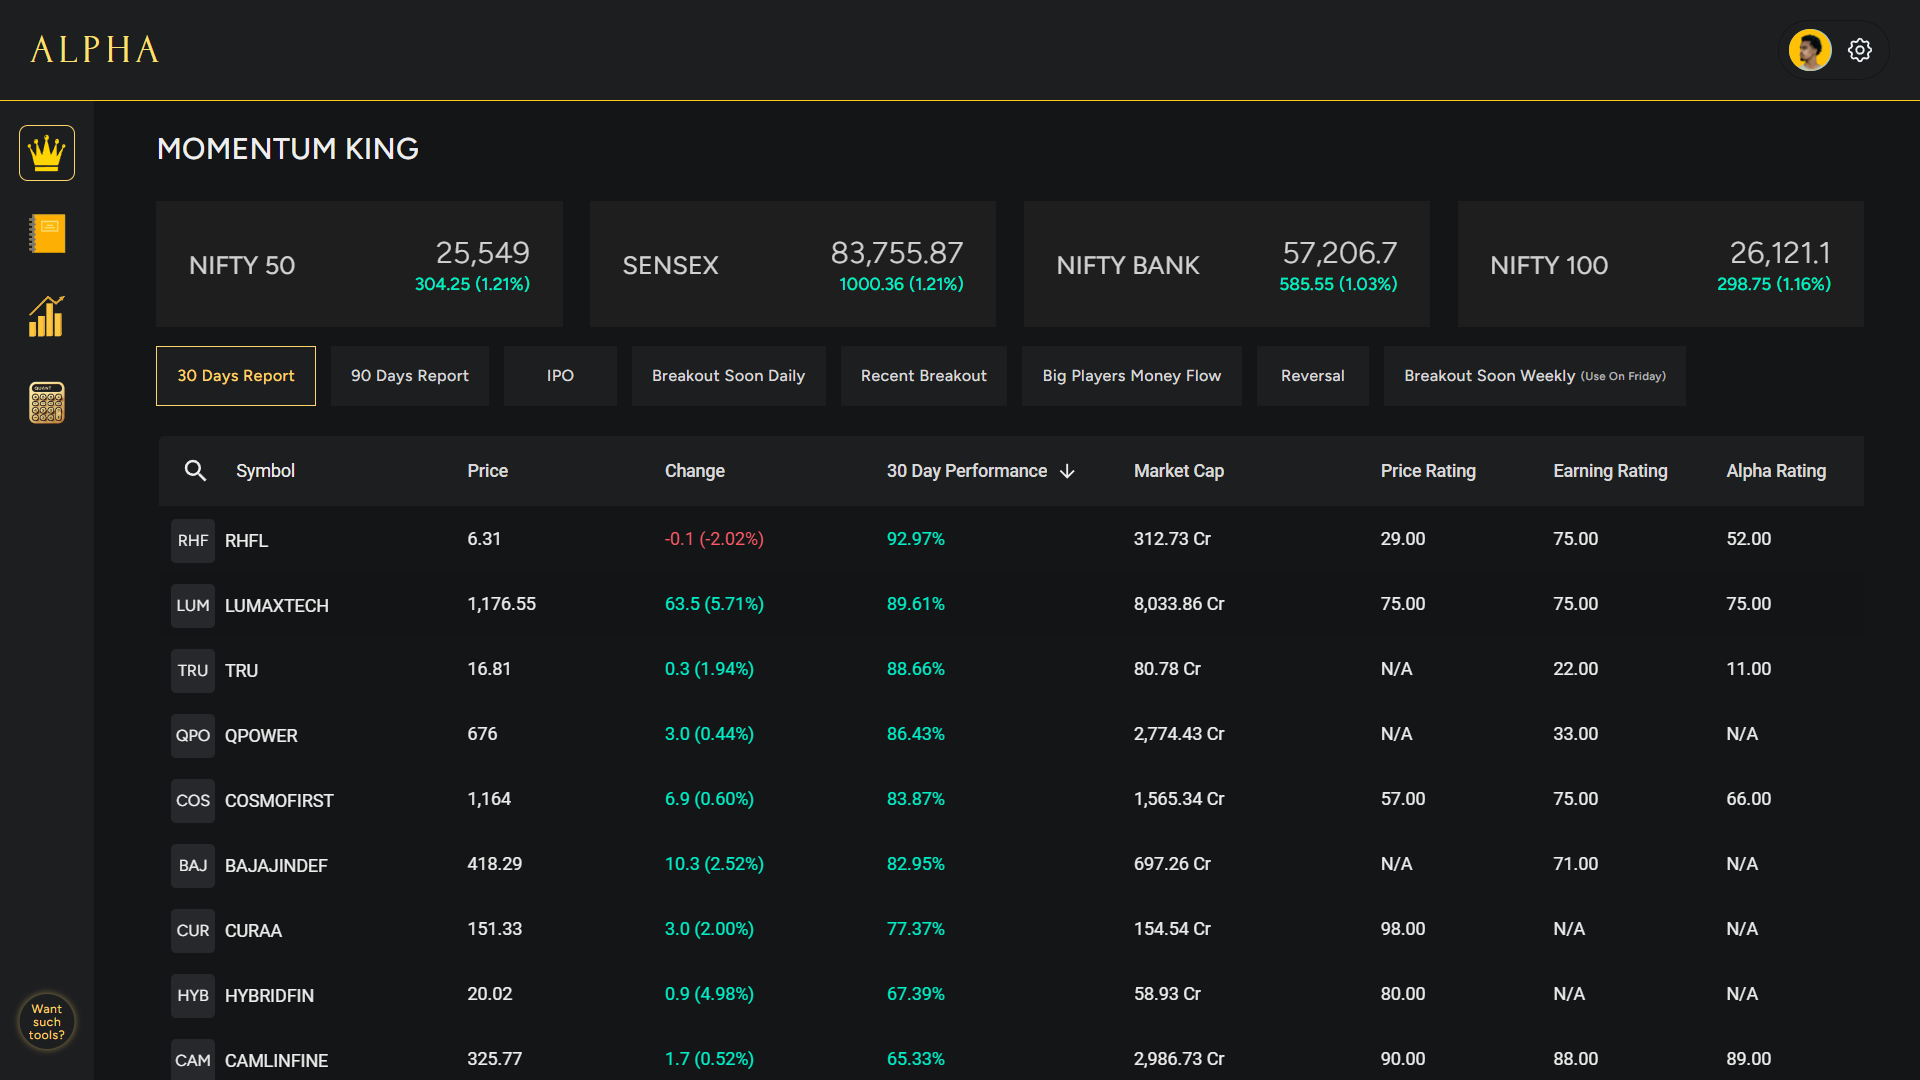 ALPHA
MOMENTUM KING
NIFTY 50
25,549
304.25 (1.21%)
SENSEX
83,755.87
1000.36 (1.21%)
NIFTY BANK
57,206.7
585.55 (1.03%)
NIFTY 100
26,121.1
298.75 (1.16%)
30 Days Report
90 Days Report
IPO
Breakout Soon Daily
Recent Breakout
Big Players Money Flow
Reversal
Breakout Soon Weekly (Use On Friday)
Symbol Price Change 30 Day Performance Market Cap Price Rating Earning Rating Alpha Rating
RHF RHFL 6.31 -0.1 (-2.02%) 92.97% 312.73 Cr 29.00 75.00 52.00
LUM LUMAXTECH 1,176.55 63.5 (5.71%) 89.61% 8,033.86 Cr 75.00 75.00 75.00
TRU TRU 16.81 0.3 (1.94%) 88.66% 80.78 Cr N/A 22.00 11.00
QPO QPOWER 676 3.0 (0.44%) 86.43% 2,774.43 Cr N/A 33.00 N/A
COS COSMOFIRST 1,164 6.9 (0.60%) 83.87% 1,565.34 Cr 57.00 75.00 66.00
BAJ BAJAJINDEF 418.29 10.3 (2.52%) 82.95% 697.26 Cr N/A 71.00 N/A
CUR CURAA 151.33 3.0 (2.00%) 77.37% 154.54 Cr 98.00 N/A N/A
HYB HYBRIDFIN 20.02 0.9 (4.98%) 67.39% 58.93 Cr 80.00 N/A N/A
CAM CAMLINFINE 325.77 1.7 (0.52%) 65.33% 2,986.73 Cr 90.00 88.00 89.00
Want
such
tools?